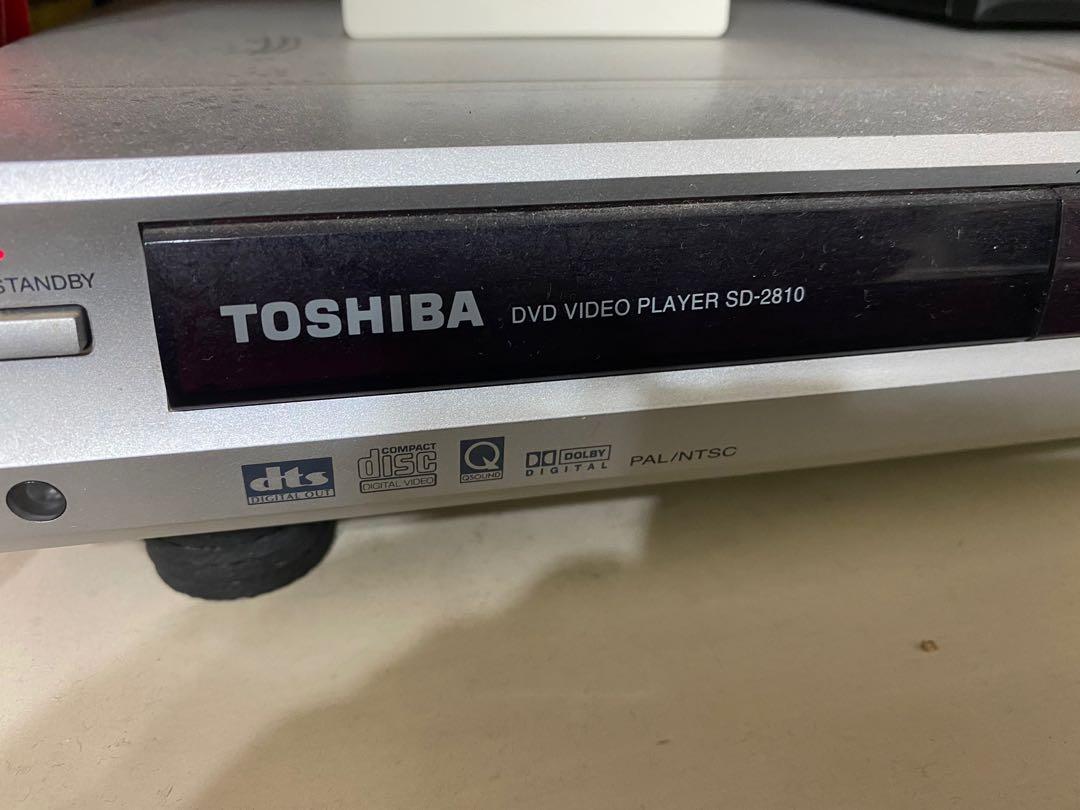 STANDBY
TOSHIBA DVD VIDEO PLAYER SD-2810
dts DIGITAL OUT
COMPACT disc DIGITAL VIDEO
Q QSOUND
DOLBY DIGITAL
PAL/NTSC